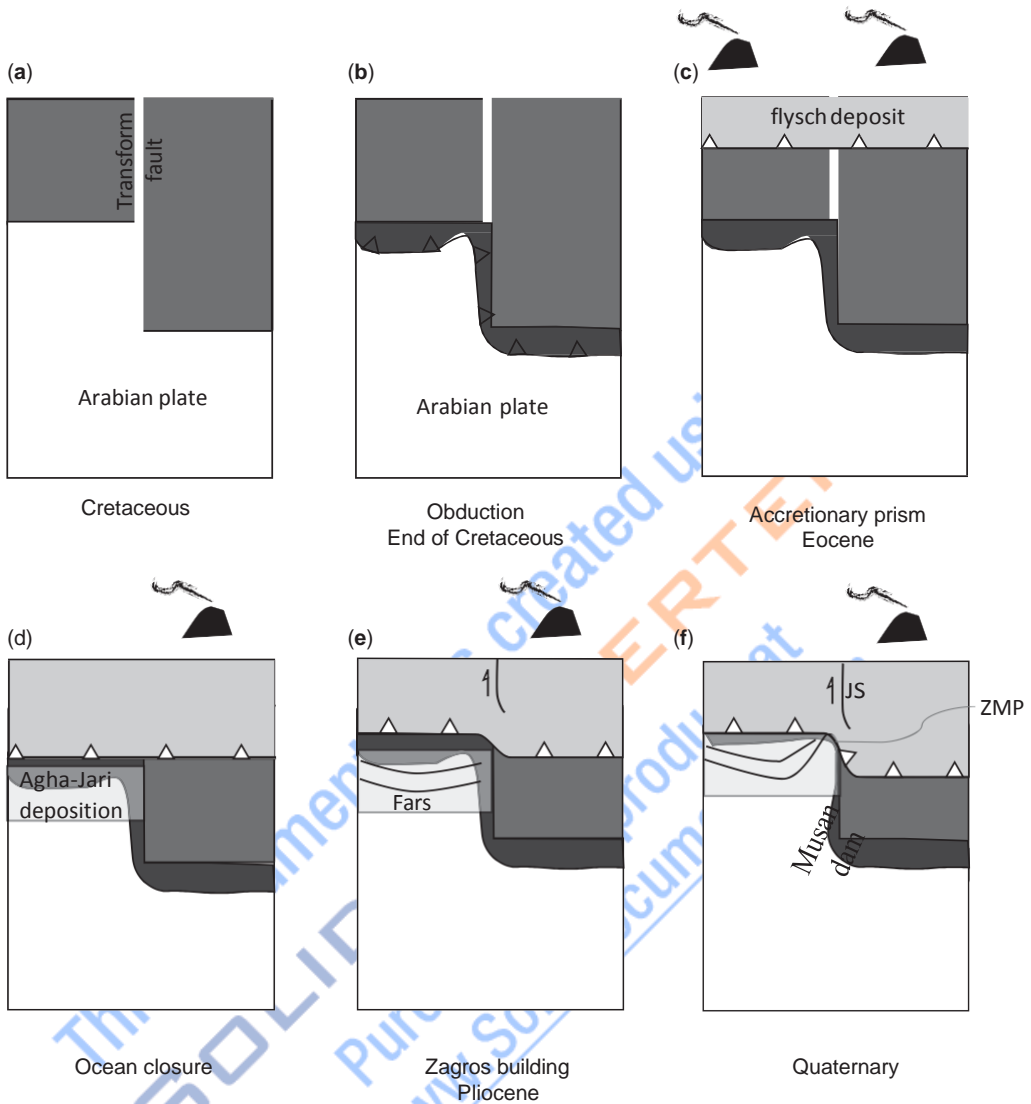 (a)
Transform
fault
Arabian plate
Cretaceous
(b)
Arabian plate
Obduction
End of Cretaceous
(c)
flysch deposit
Accretionary prism
Eocene
(d)
Agha-Jari
deposition
Ocean closure
(e)
Fars
Zagros building
Pliocene
(f)
JS
ZMP
Musan
dam
Quaternary